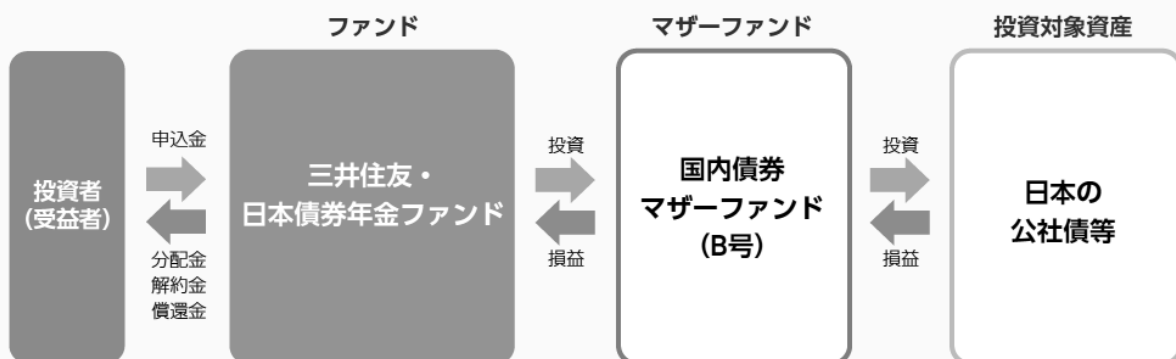 ファンド
マザーファンド
投資対象資産
投資者
(受益者)
申込金
分配金
解約金
償還金
三井住友・
日本債券年金ファンド
投資
損益
国内債券
マザーファンド
(B号)
投資
損益
日本の
公社債等